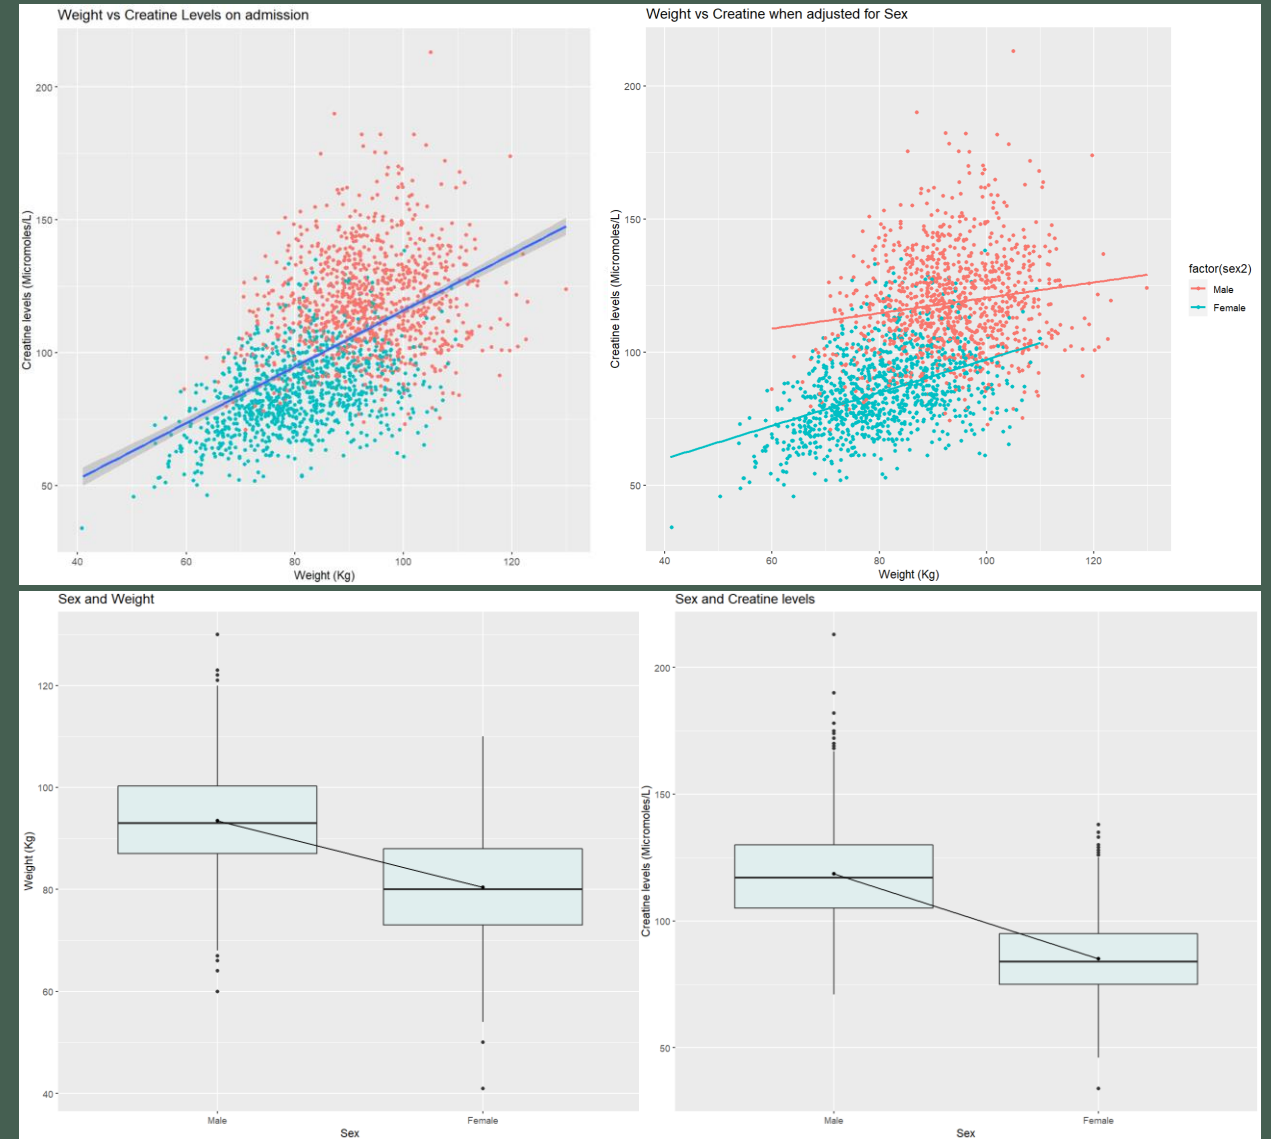 Weight vs Creatine Levels on admission
Creatine levels (Micromoles/L)
200
150
100
50
40 60 80 100 120
Weight (Kg)
Weight vs Creatine when adjusted for Sex
Creatine levels (Micromoles/L)
200
150
100
50
40 60 80 100 120
Weight (Kg)
factor(sex2)
Male
Female
Sex and Weight
Weight (Kg)
120
100
80
60
40
Male Female
Sex
Sex and Creatine levels
Creatine levels (Micromoles/L)
200
150
100
50
Male Female
Sex